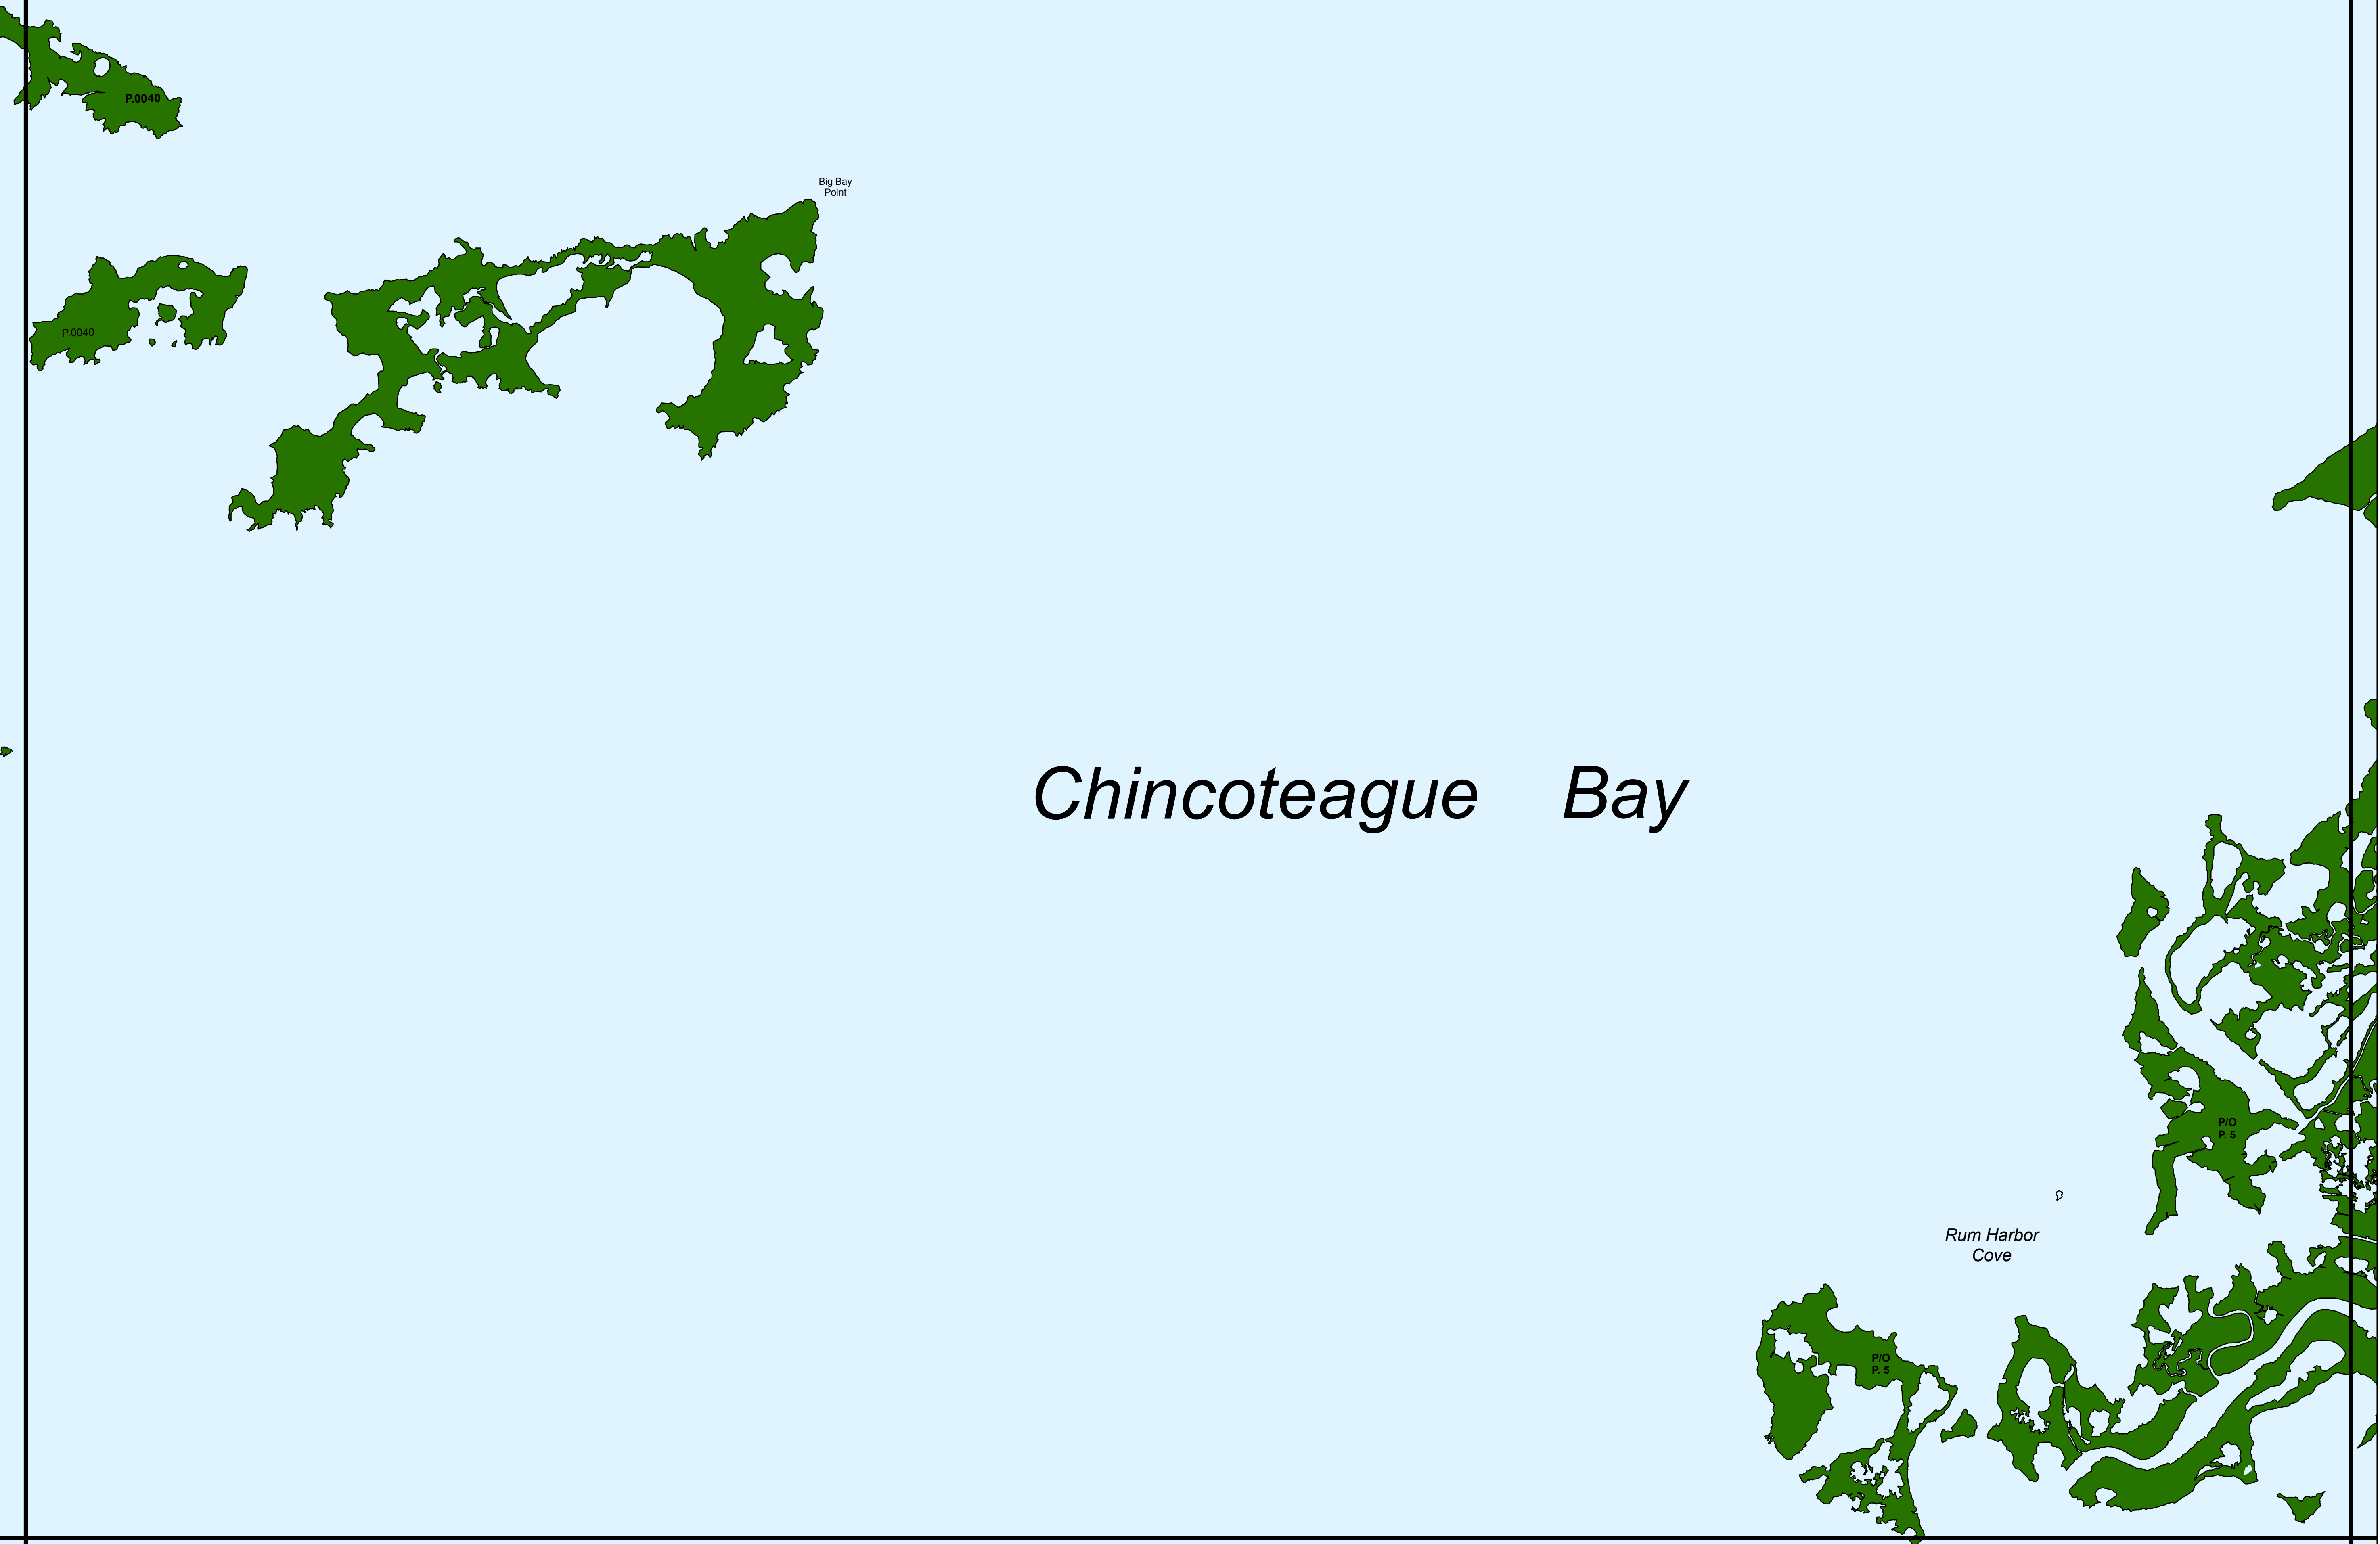 P.0040
Big Bay
Point
P.0040
Chincoteague Bay
P/O
P. 5
Rum Harbor
Cove
P/O
P. 5